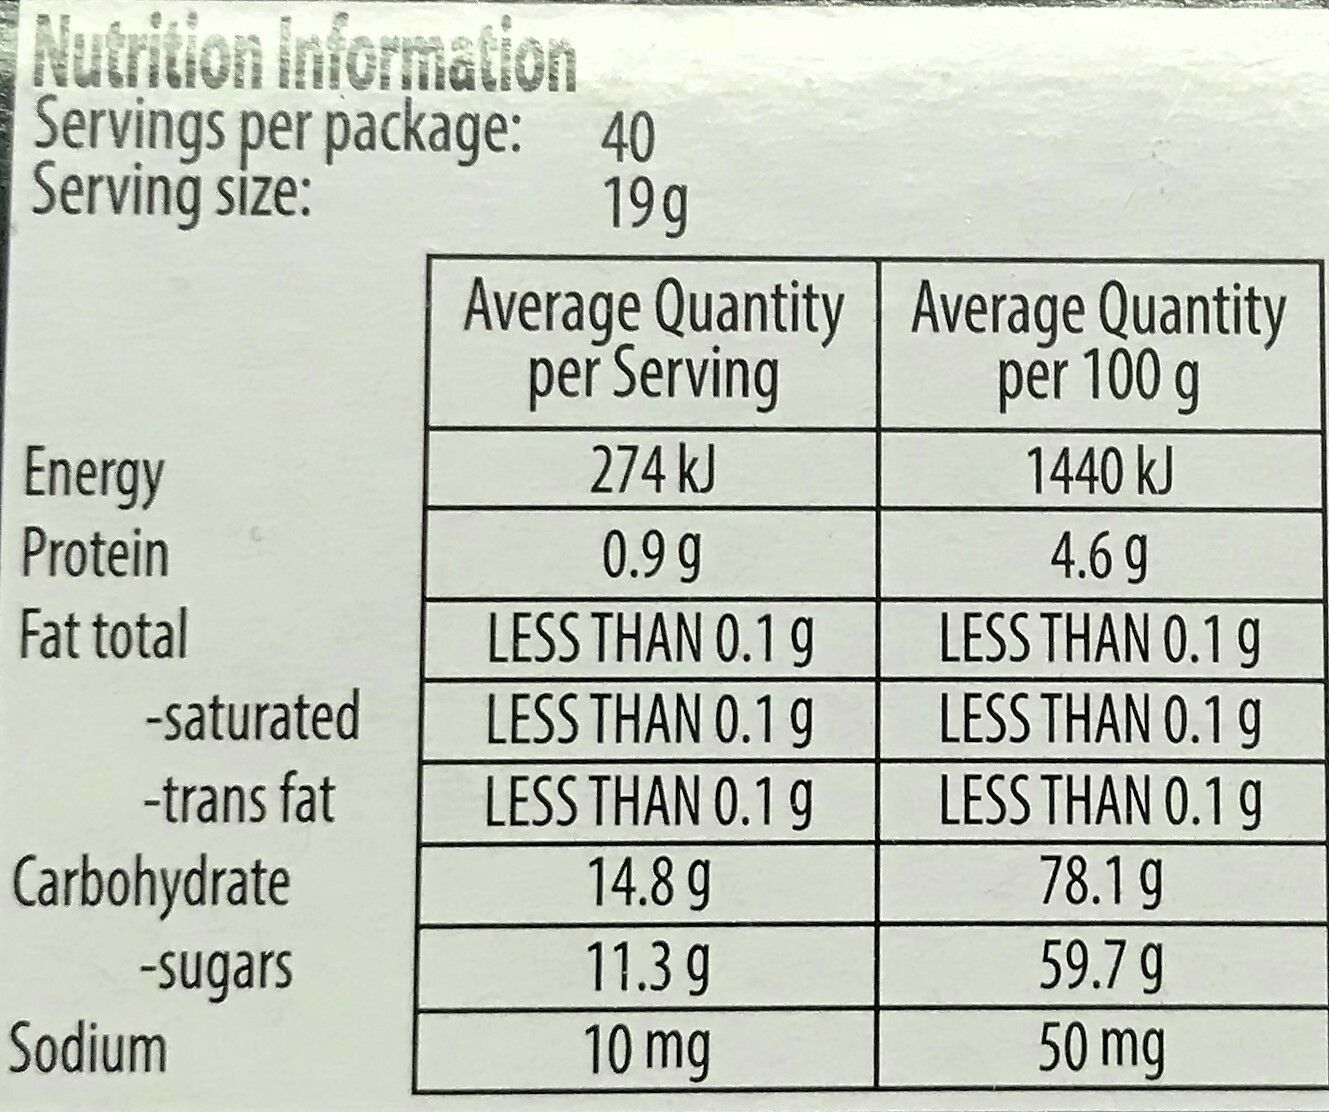 Nutrition Information
Servings per package: 40
Serving size: 19g
Average Quantity per Serving Average Quantity per 100 g
Energy 274 kJ 1440 kJ
Protein 0.9 g 4.6 g
Fat total LESS THAN 0.1 g LESS THAN 0.1 g
-saturated LESS THAN 0.1 g LESS THAN 0.1 g
-trans fat LESS THAN 0.1 g LESS THAN 0.1 g
Carbohydrate 14.8 g 78.1 g
-sugars 11.3 g 59.7 g
Sodium 10 mg 50 mg